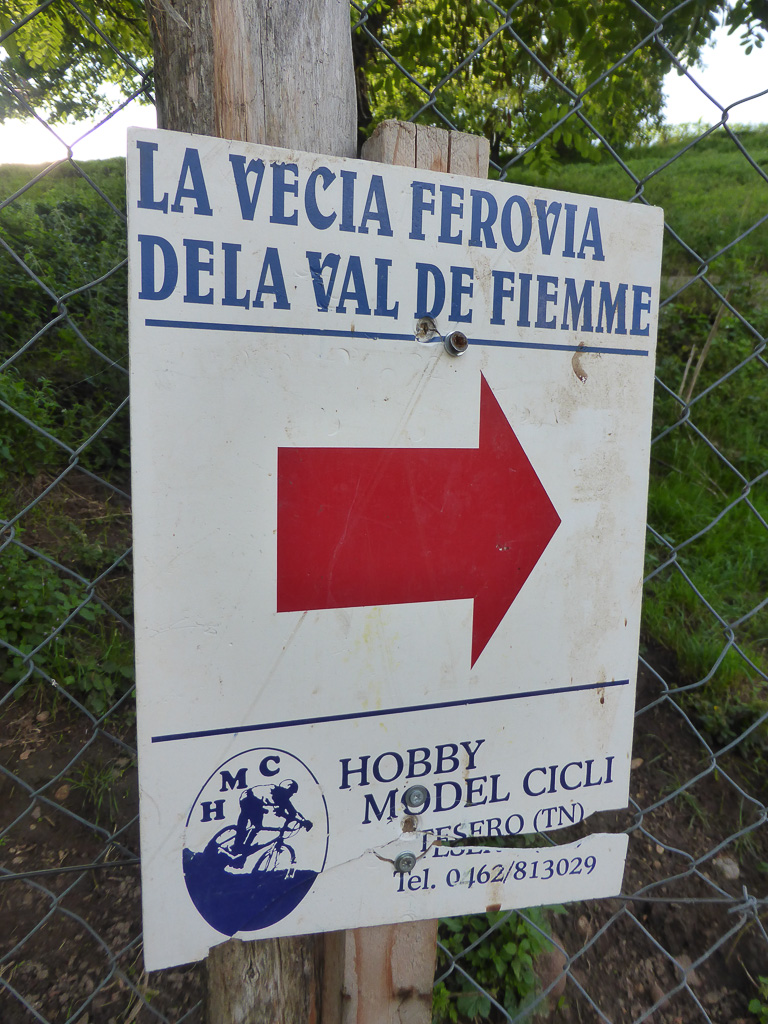 LA VECIA FEROVIA
DELA VAL DE FIEMME
HMC
HOBBY
MODEL CICLI
TESERO (TN)
Tel. 0462/813029